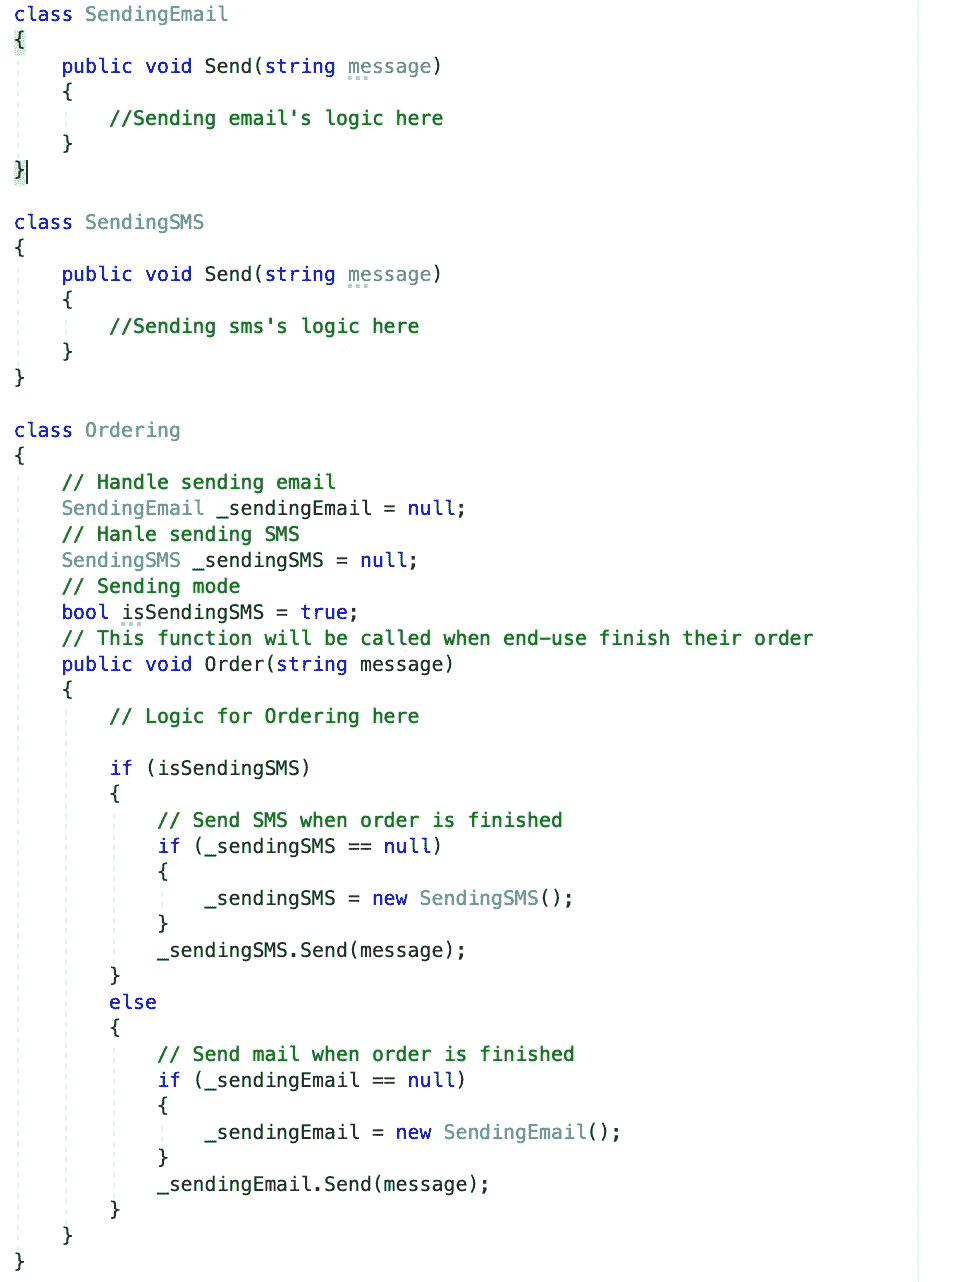 class SendingEmail
{
    public void Send(string message)
    {
        //Sending email's logic here
    }
}
class SendingSMS
{
    public void Send(string message)
    {
        //Sending sms's logic here
    }
}
class Ordering
{
    // Handle sending email
    SendingEmail _sendingEmail = null;
    // Hanle sending SMS
    SendingSMS _sendingSMS = null;
    // Sending mode
    bool isSendingSMS = true;
    // This function will be called when end-use finish their order
    public void Order(string message)
    {
        // Logic for Ordering here
        if (isSendingSMS)
        {
            // Send SMS when order is finished
            if (_sendingSMS == null)
            {
                _sendingSMS = new SendingSMS();
            }
            _sendingSMS.Send(message);
        }
        else
        {
            // Send mail when order is finished
            if (_sendingEmail == null)
            {
                _sendingEmail = new SendingEmail();
            }
            _sendingEmail.Send(message);
        }
    }
}